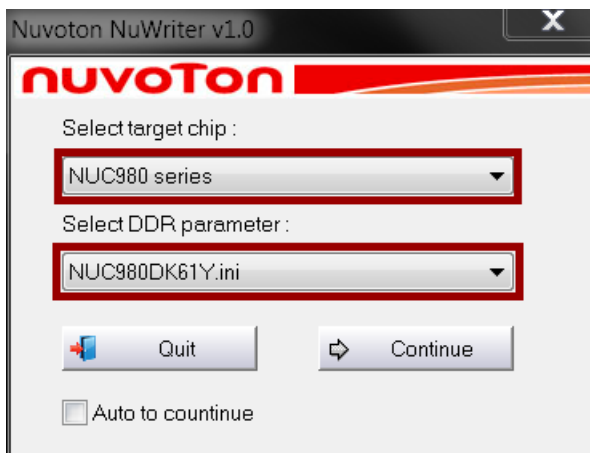 Nuvoton NuWriter v1.0
X
nuvoTon
Select target chip :
NUC980 series
Select DDR parameter :
NUC980DK61Y.ini
Quit
Continue
Auto to countinue